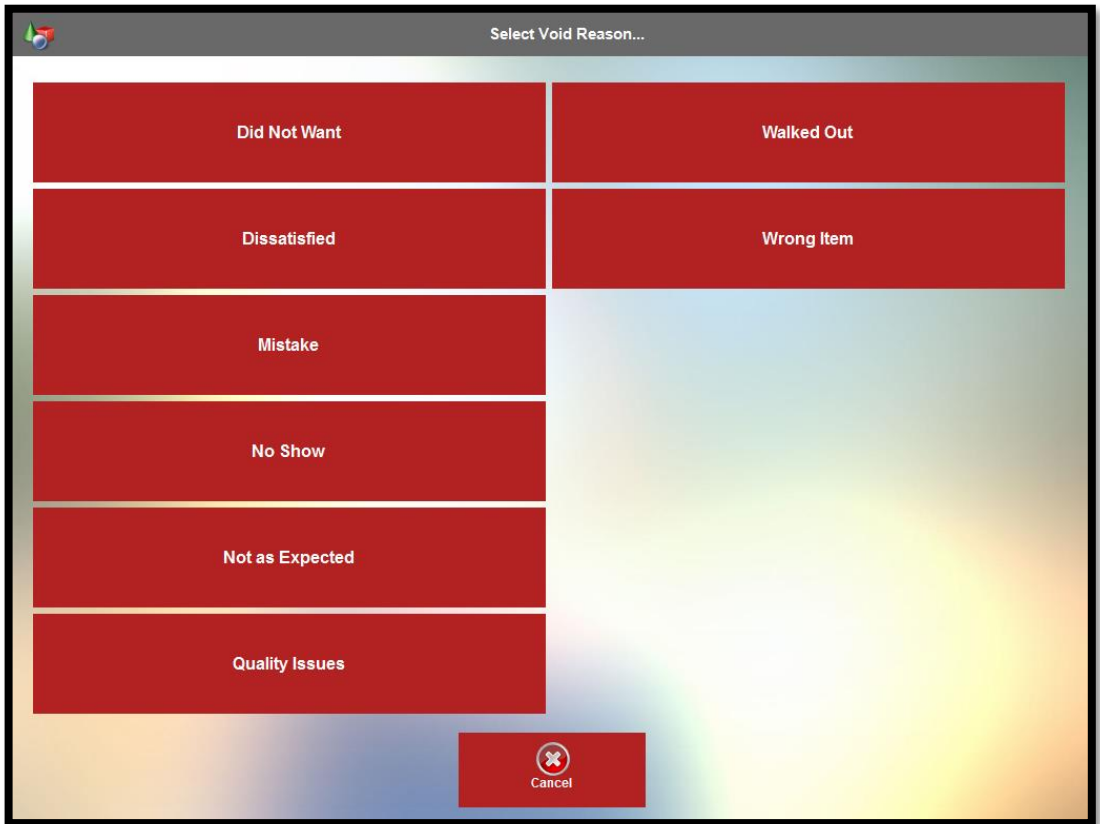 Select Void Reason...
Did Not Want
Walked Out
Dissatisfied
Wrong Item
Mistake
No Show
Not as Expected
Quality Issues
Cancel